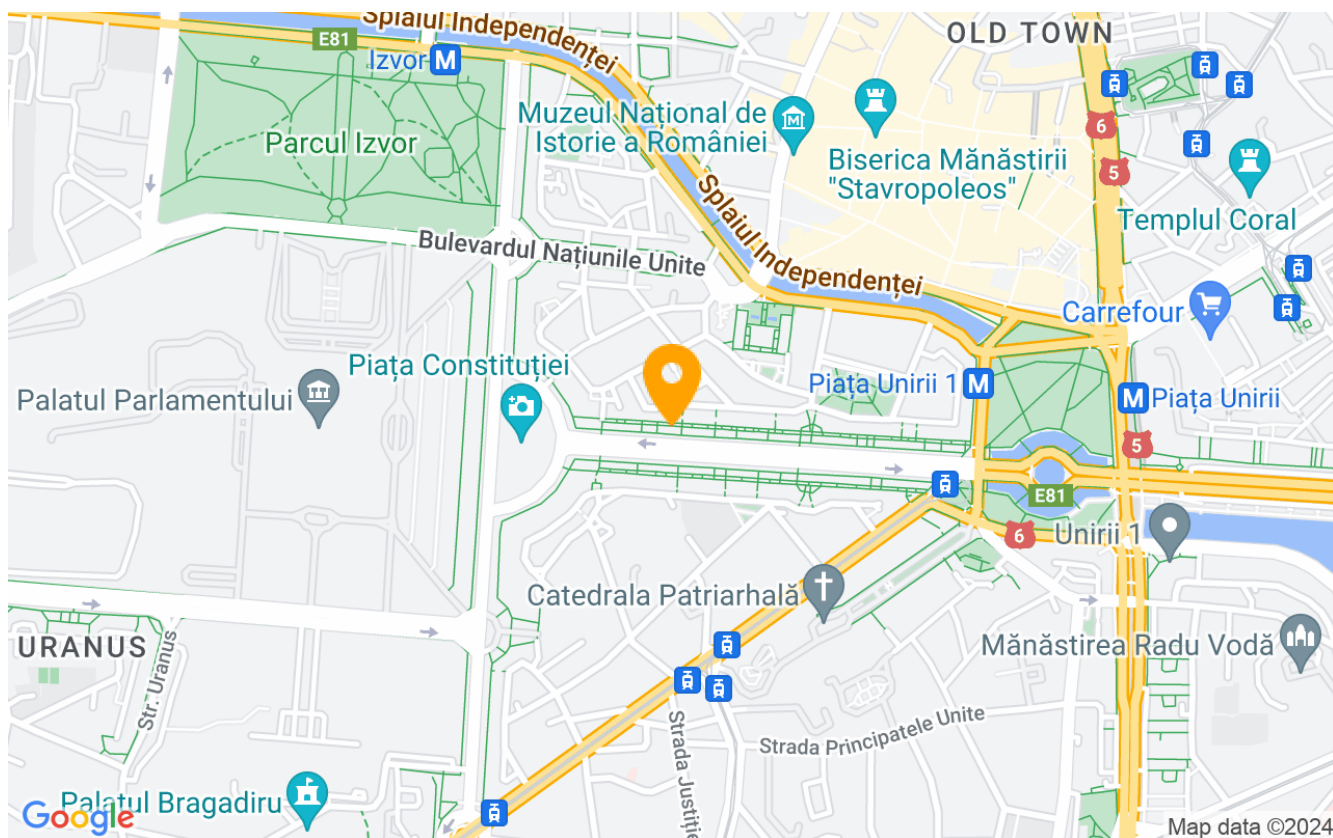 Splaiul Independenței
E81
Izvor
M
OLD TOWN
Muzeul Național de
Istorie a României
M
6
Parcul Izvor
Biserica Mănăstirii
"Stavropoleos"
5
Templul Coral
Bulevardul Națiunile Unite
Splaiul Independenței
Carrefour
Piața Constituției
Palatul Parlamentului
Piața Unirii 1
M
M
Piața Unirii
5
E81
6
Unirii 1
Catedrala Patriarhală
URANUS
Str. Uranus
Mănăstirea Radu Vodă
Strada Justiție
Strada Principatele Unite
Palatul Bragadiru
Google
Map data ©2024